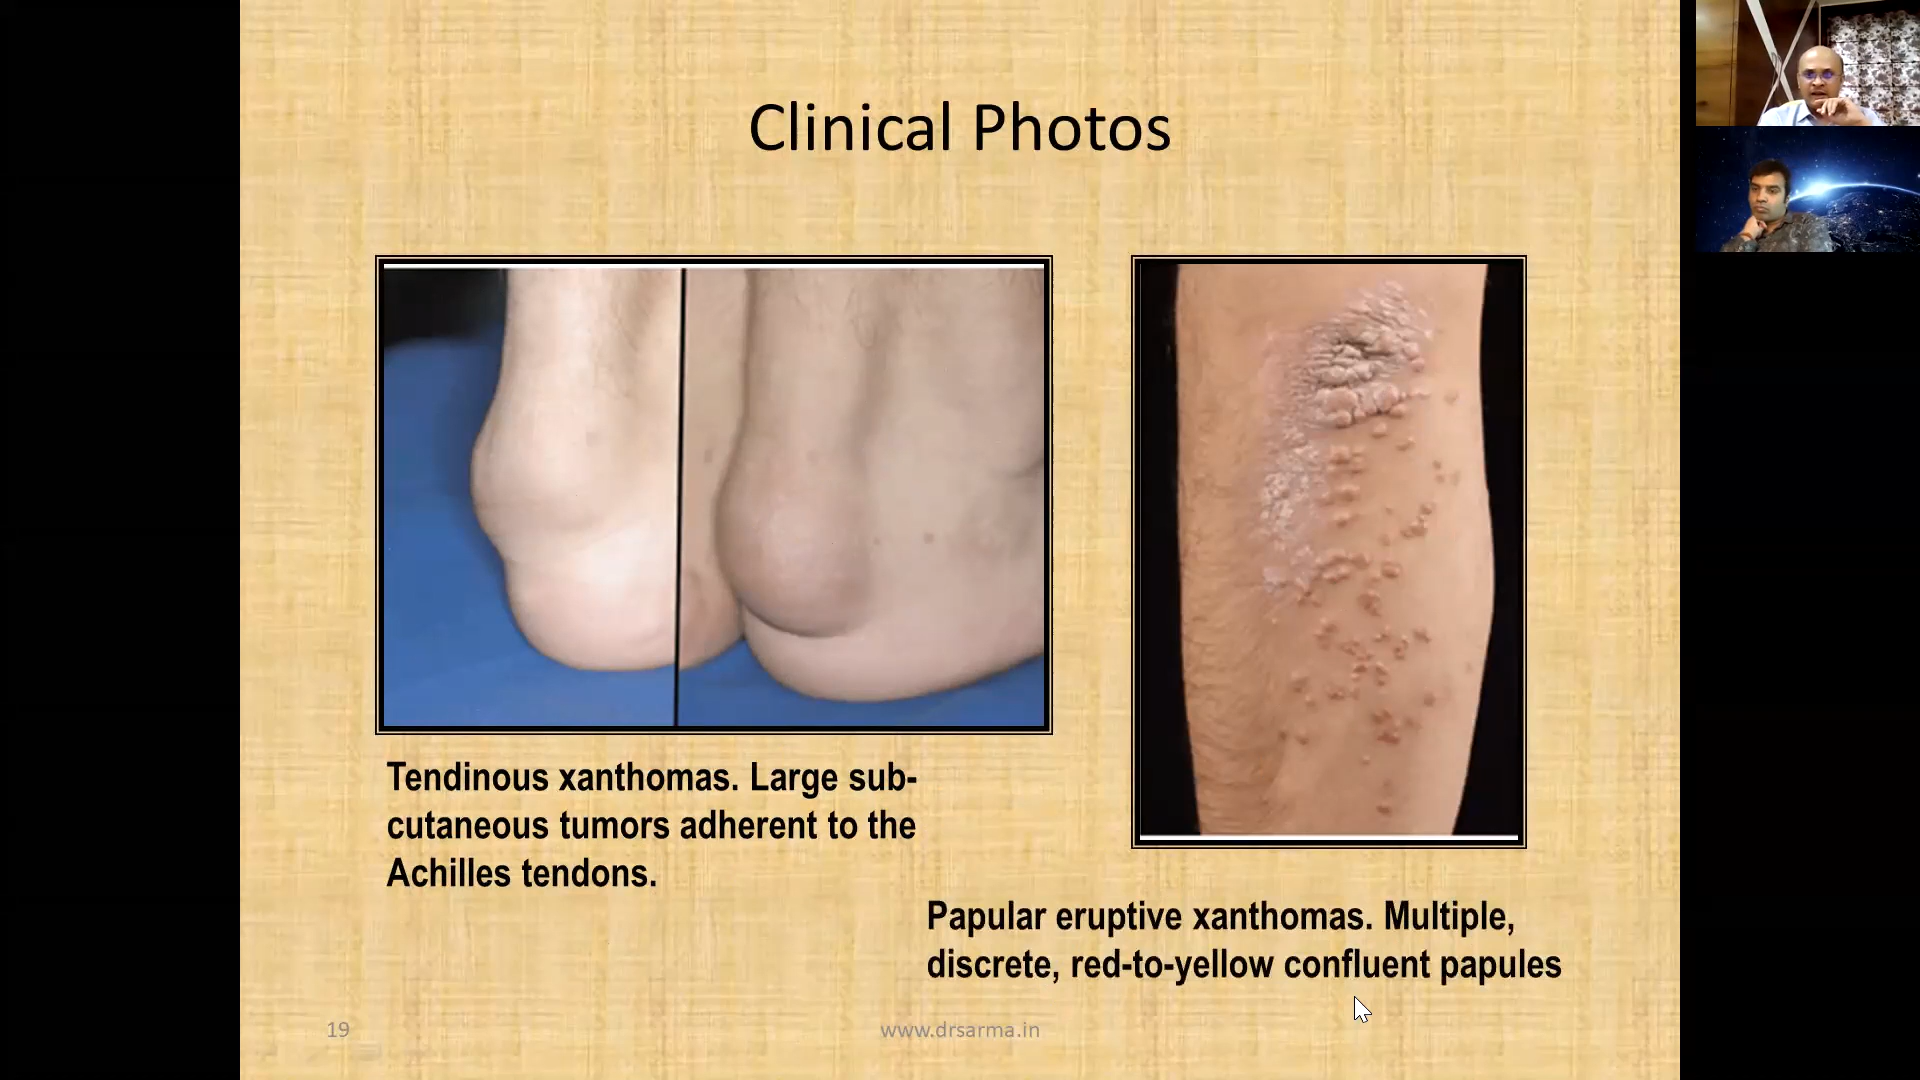 Clinical Photos
Tendinous xanthomas. Large sub-
cutaneous tumors adherent to the
Achilles tendons.
Papular eruptive xanthomas. Multiple,
discrete, red-to-yellow confluent papules
19
www.drsarma.in